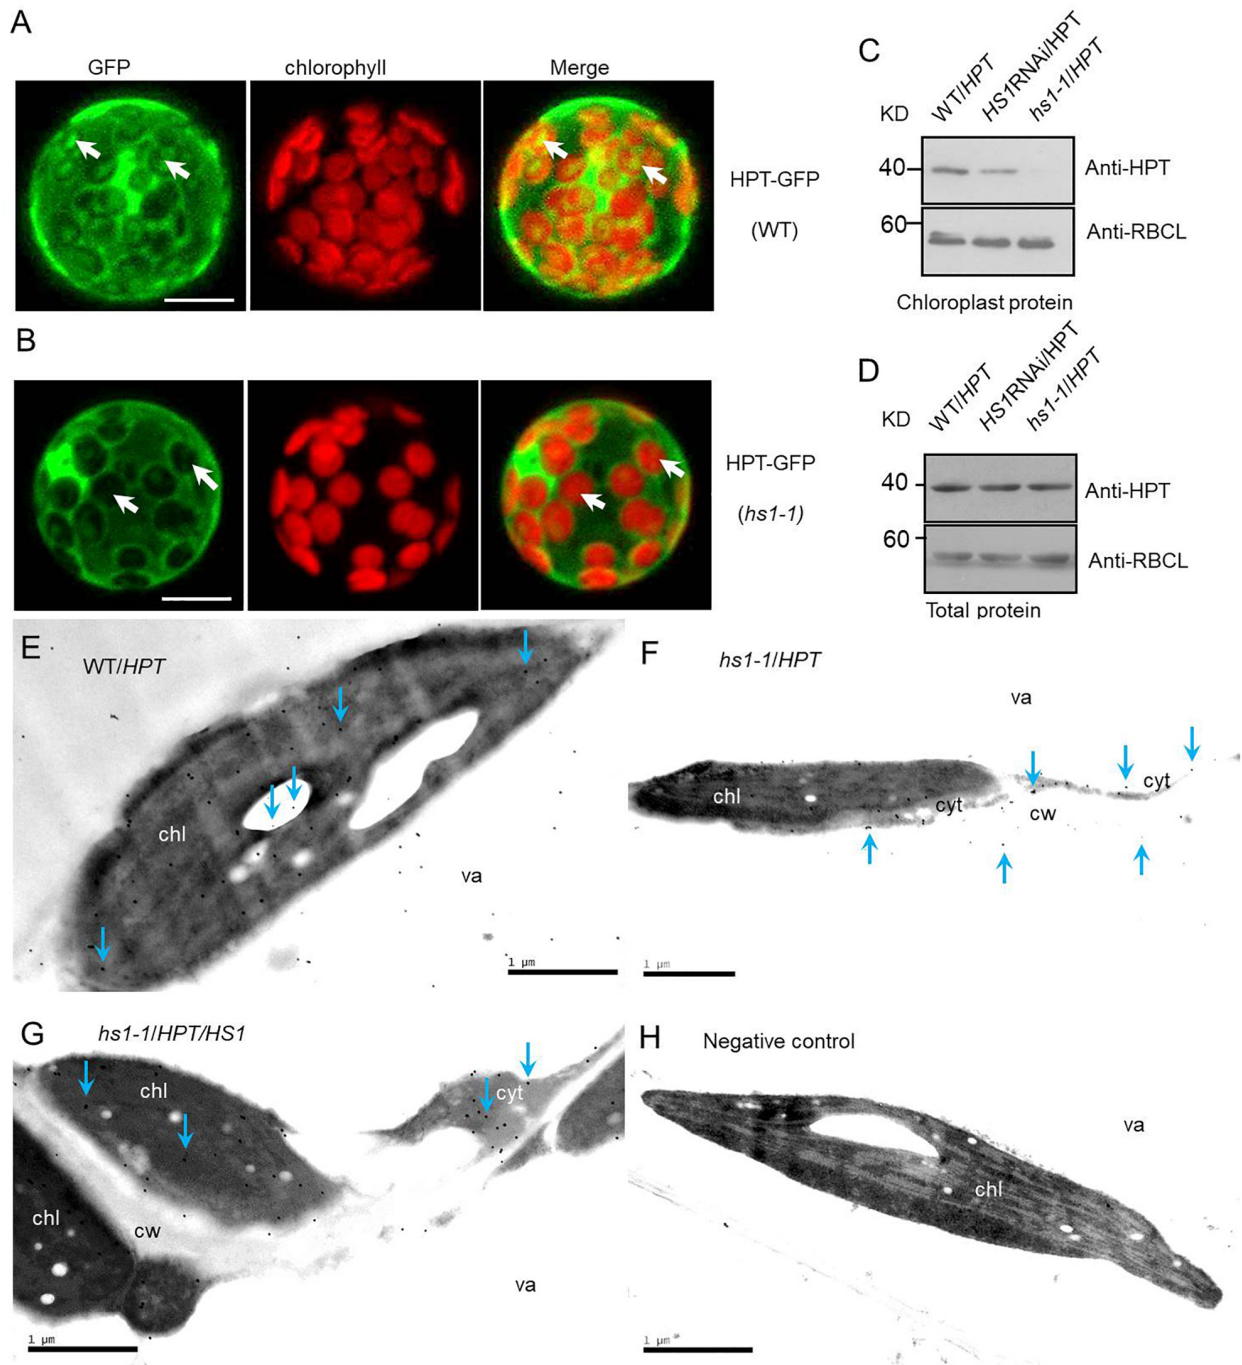 A
GFP chlorophyll Merge
HPT-GFP
(WT)
B
HPT-GFP
(hs1-1)
C
KD WT/HPT HS1RNAi/HPT hs1-1/HPT
40 Anti-HPT
60 Anti-RBCL
Chloroplast protein
D
KD WT/HPT HS1RNAi/HPT hs1-1/HPT
40 Anti-HPT
60 Anti-RBCL
Total protein
E WT/HPT
chl
va
1 µm
F hs1-1/HPT
va
chl cyt cw cyt
1 µm
G hs1-1/HPT/HS1
chl cyt
chl cw
va
1 µm
H Negative control
va
chl